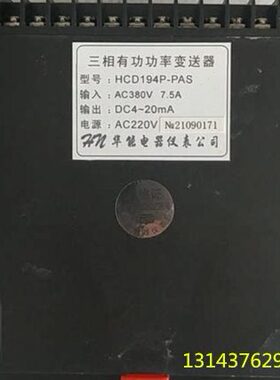 三相有功功率变送器
型号： HCD194P-PAS
输入： AC380V 7.5A
输出： DC4~20mA
电源： AC220V №21090171
HN 华能电器仪表公司
131437629